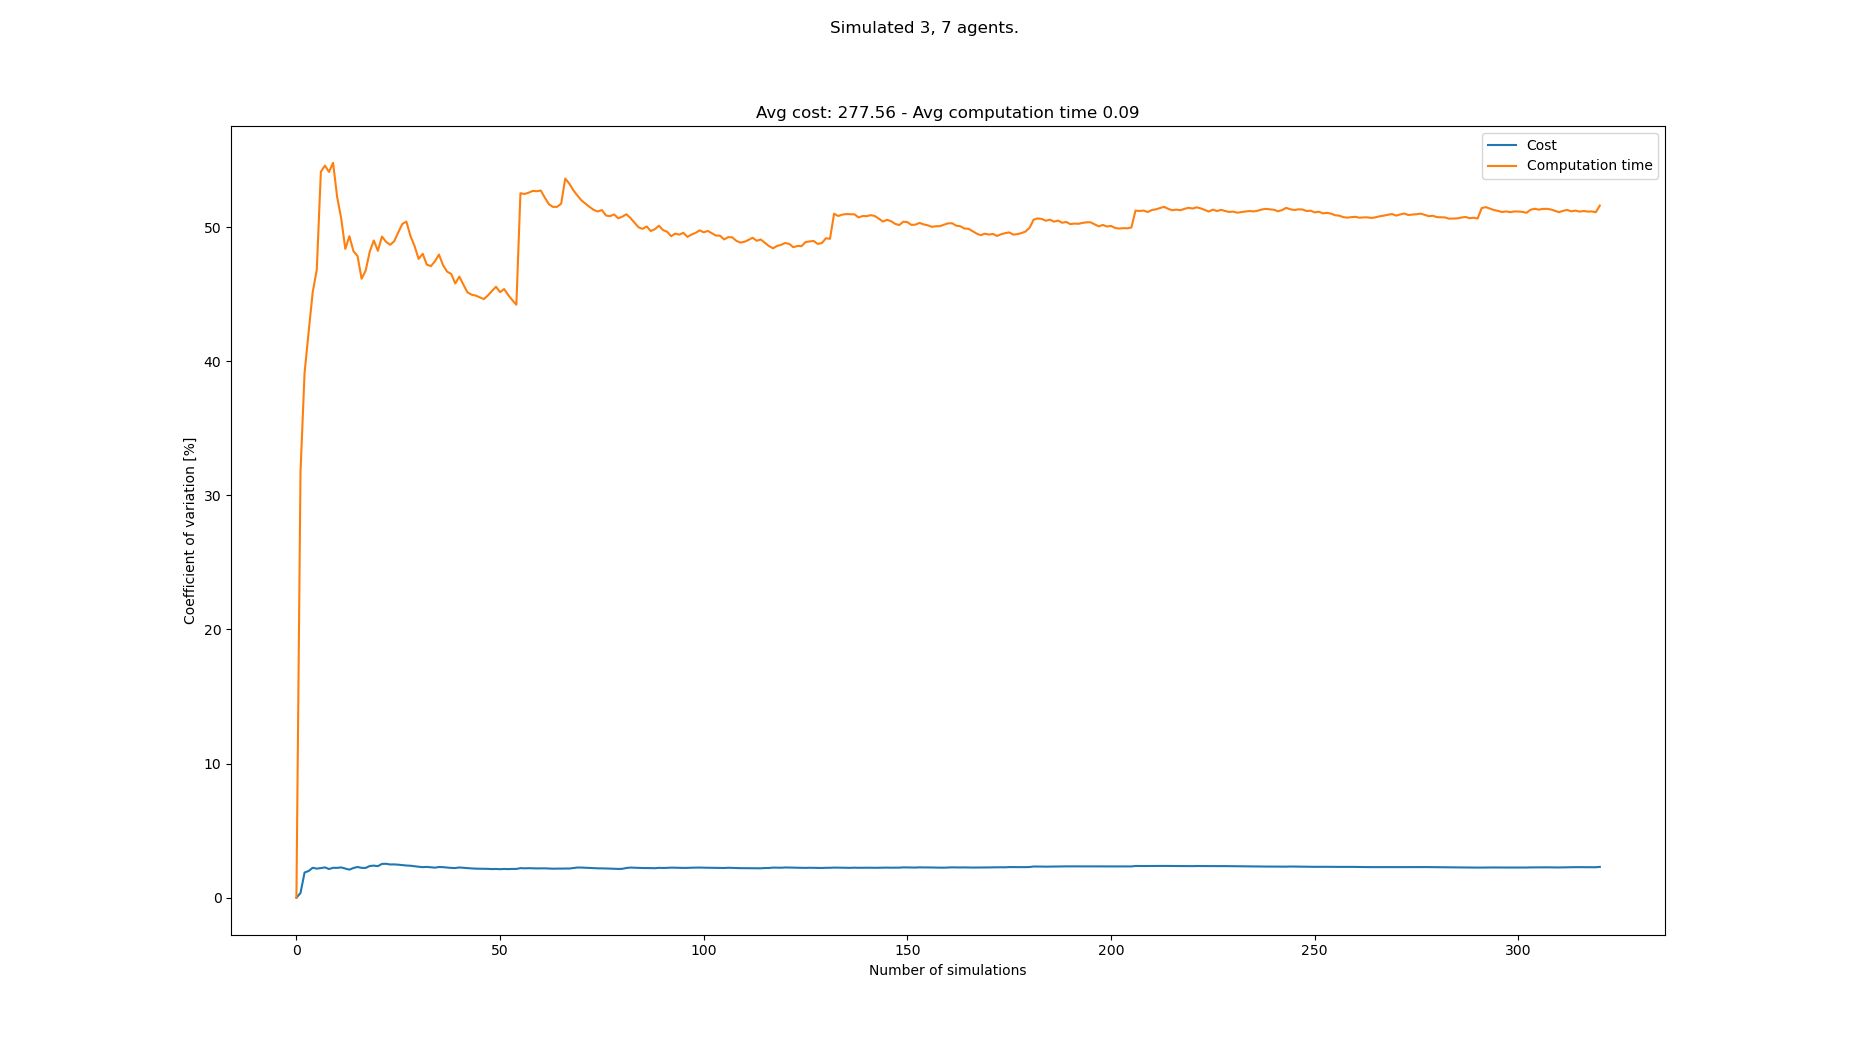 Simulated 3, 7 agents.
Avg cost: 277.56 - Avg computation time 0.09
Cost
Computation time
50
40
30
20
10
0
Coefficient of variation [%]
0 50 100 150 200 250 300
Number of simulations